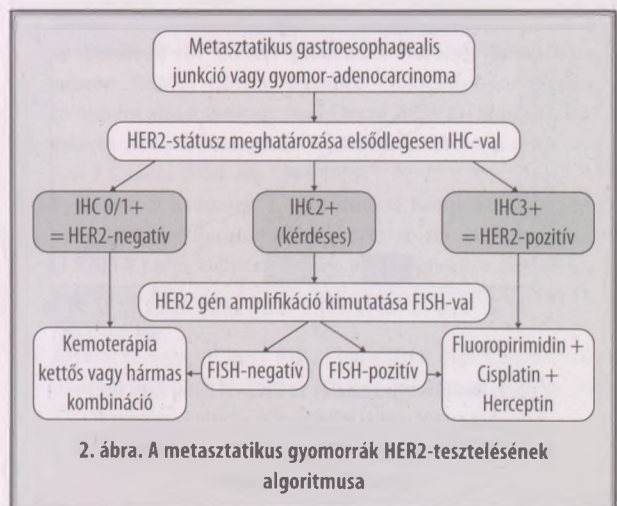 Metasztatikus gastroesophagealis
junkció vagy gyomor-adenocarcinoma
HER2-státusz meghatározása elsődlegesen IHC-val
IHC 0/1+
= HER2-negatív
IHC2+
(kérdéses)
IHC3+
= HER2-pozitív
HER2 gén amplifikáció kimutatása FISH-val
Kemoterápia
kettős vagy hármas
kombináció
FISH-negatív
FISH-pozitív
Fluoropirimidin +
Cisplatin +
Herceptin
2. ábra. A metasztatikus gyomorrák HER2-tesztelésének
algoritmusa